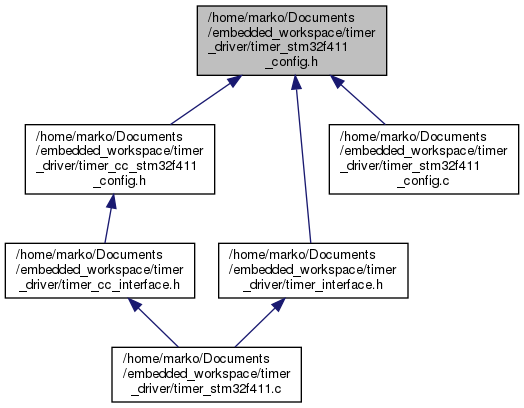 /home/marko/Documents
/embedded_workspace/timer
_driver/timer_stm32f411
_config.h
/home/marko/Documents
/embedded_workspace/timer
_driver/timer_cc_stm32f411
_config.h
/home/marko/Documents
/embedded_workspace/timer
_driver/timer_stm32f411
_config.c
/home/marko/Documents
/embedded_workspace/timer
_driver/timer_cc_interface.h
/home/marko/Documents
/embedded_workspace/timer
_driver/timer_interface.h
/home/marko/Documents
/embedded_workspace/timer
_driver/timer_stm32f411.c